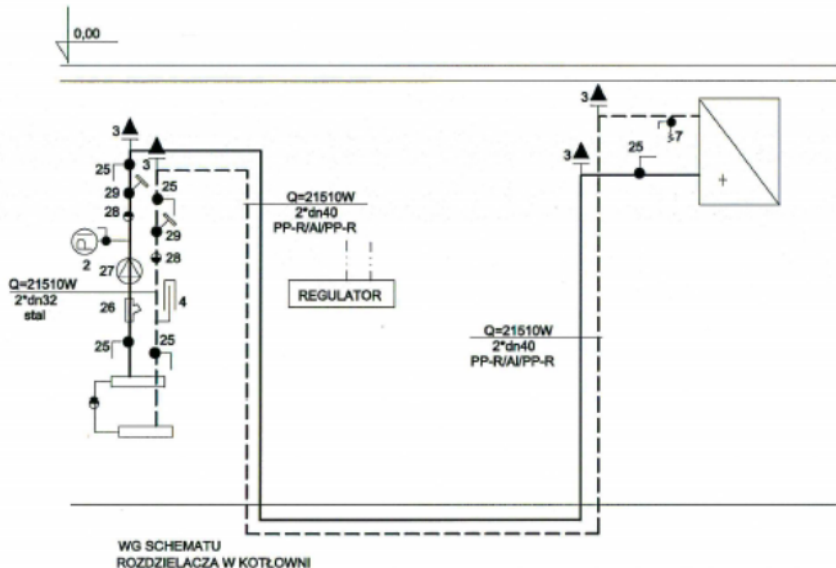 0,00
3
3
3
3
25
25
29
28
2
27
26
25
25
29
28
4
25
57
25
Q=21510W
2*dn40
PP-R/Al/PP-R
Q=21510W
2*dn32
stal
REGULATOR
Q=21510W
2*dn40
PP-R/Al/PP-R
WG SCHEMATU
ROZDZIELACZA W KOTŁOWNI